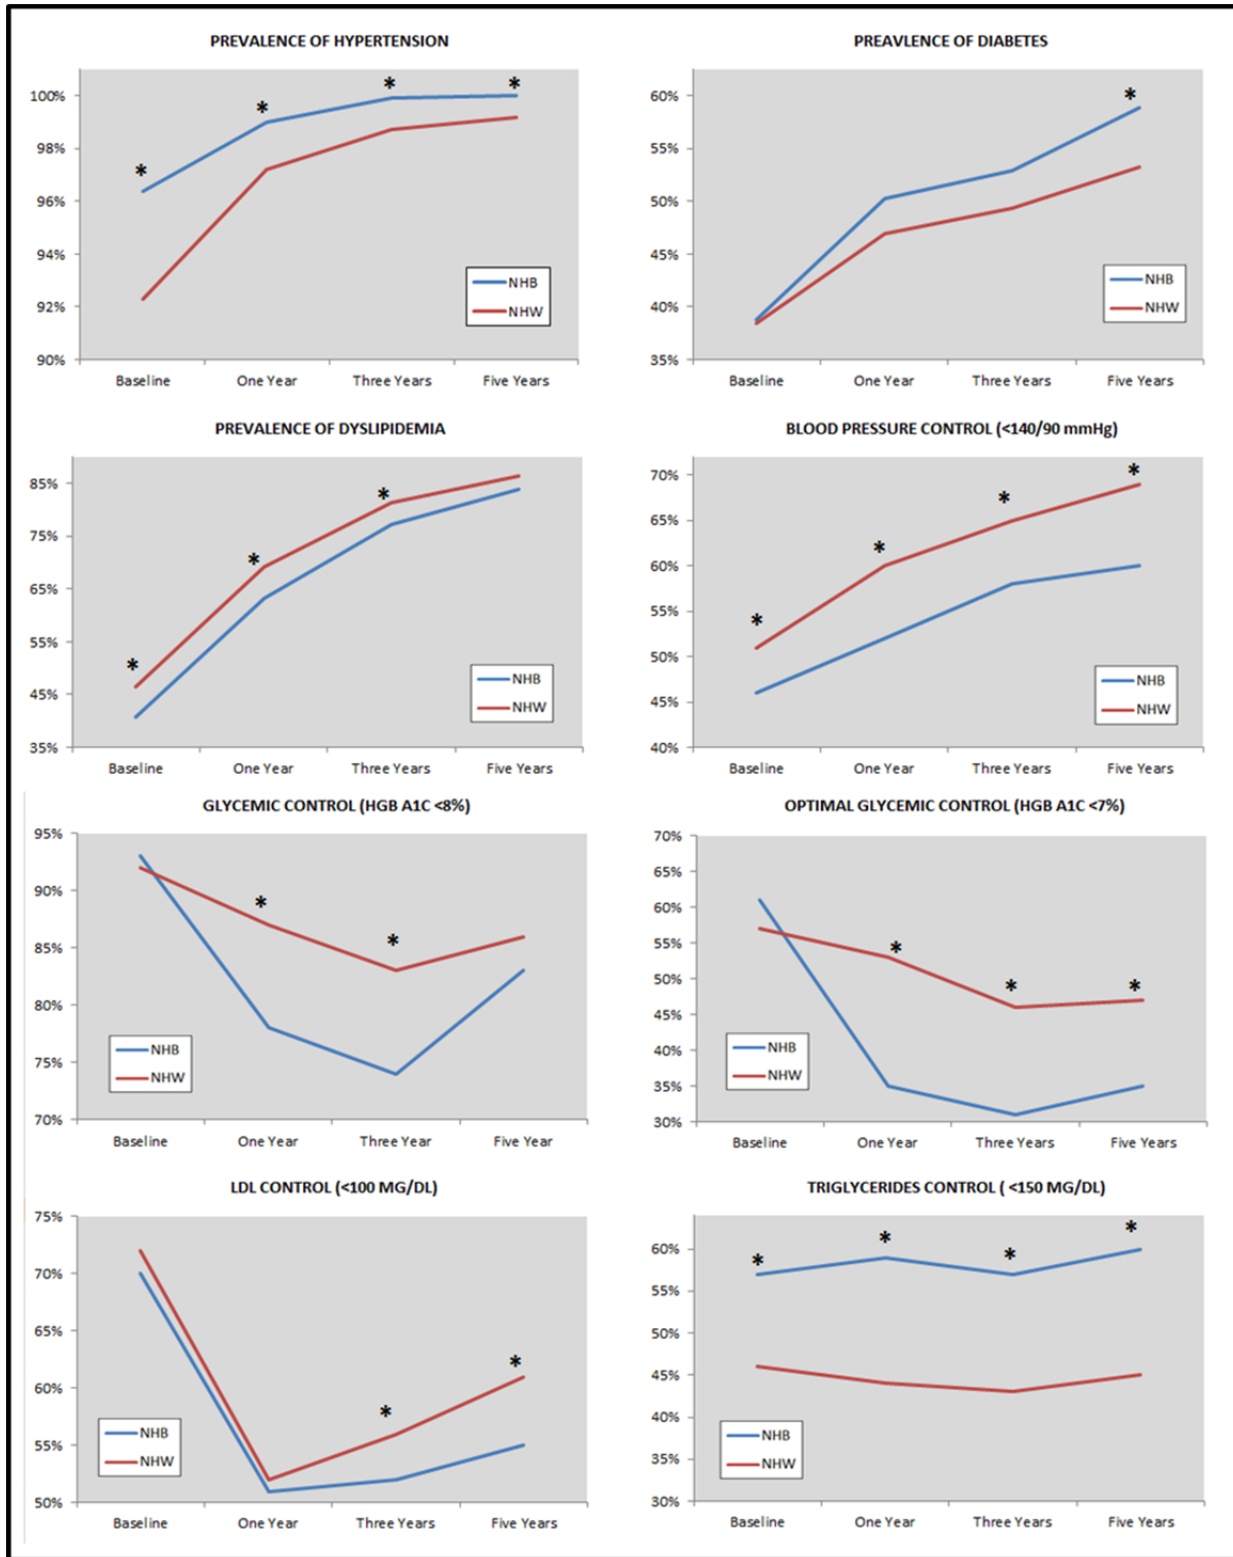 PREVALENCE OF HYPERTENSION
100%
98%
96%
94%
92%
90%
*
*
*
*
NHB
NHW
Baseline One Year Three Years Five Years
PREAVLENCE OF DIABETES
60%
55%
50%
45%
40%
35%
*
NHB
NHW
Baseline One Year Three Years Five Years
PREVALENCE OF DYSLIPIDEMIA
85%
75%
65%
55%
45%
35%
*
*
*
NHB
NHW
Baseline One Year Three Years Five Years
BLOOD PRESSURE CONTROL (<140/90 mmHg)
70%
65%
60%
55%
50%
45%
40%
*
*
*
*
NHB
NHW
Baseline One Year Three Years Five Years
GLYCEMIC CONTROL (HGB A1C <8%)
95%
90%
85%
80%
75%
70%
*
*
NHB
NHW
Baseline One Year Three Year Five Year
OPTIMAL GLYCEMIC CONTROL (HGB A1C <7%)
70%
65%
60%
55%
50%
45%
40%
35%
30%
*
*
*
NHB
NHW
Baseline One Year Three Years Five Years
LDL CONTROL (<100 MG/DL)
75%
70%
65%
60%
55%
50%
*
*
NHB
NHW
Baseline One Year Three Years Five Years
TRIGLYCERIDES CONTROL ( <150 MG/DL)
60%
55%
50%
45%
40%
35%
30%
*
*
*
*
NHB
NHW
Baseline One Year Three Years Five Years